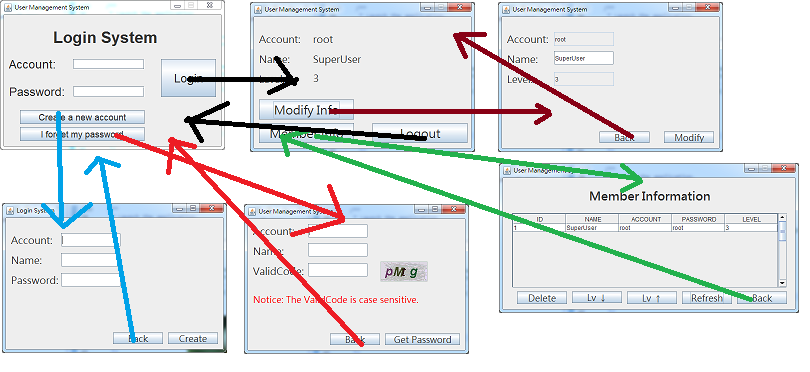 User Management System
Login System
Account:
Password:
Login
Create a new account
I forget my password
User Management System
Account: root
Name: SuperUser
Level: 3
Modify Info
Member Info Logout
User Management System
Account: root
Name: SuperUser
Level: 3
Back Modify
Login System
Account:
Name:
Password:
Back Create
User Management System
Account:
Name:
ValidCode: pMt g
Notice: The ValidCode is case sensitive.
Back Get Password
User Management System
Member Information
ID NAME ACCOUNT PASSWORD LEVEL
1 SuperUser root root 3
Delete Lv ↓ Lv ↑ Refresh Back